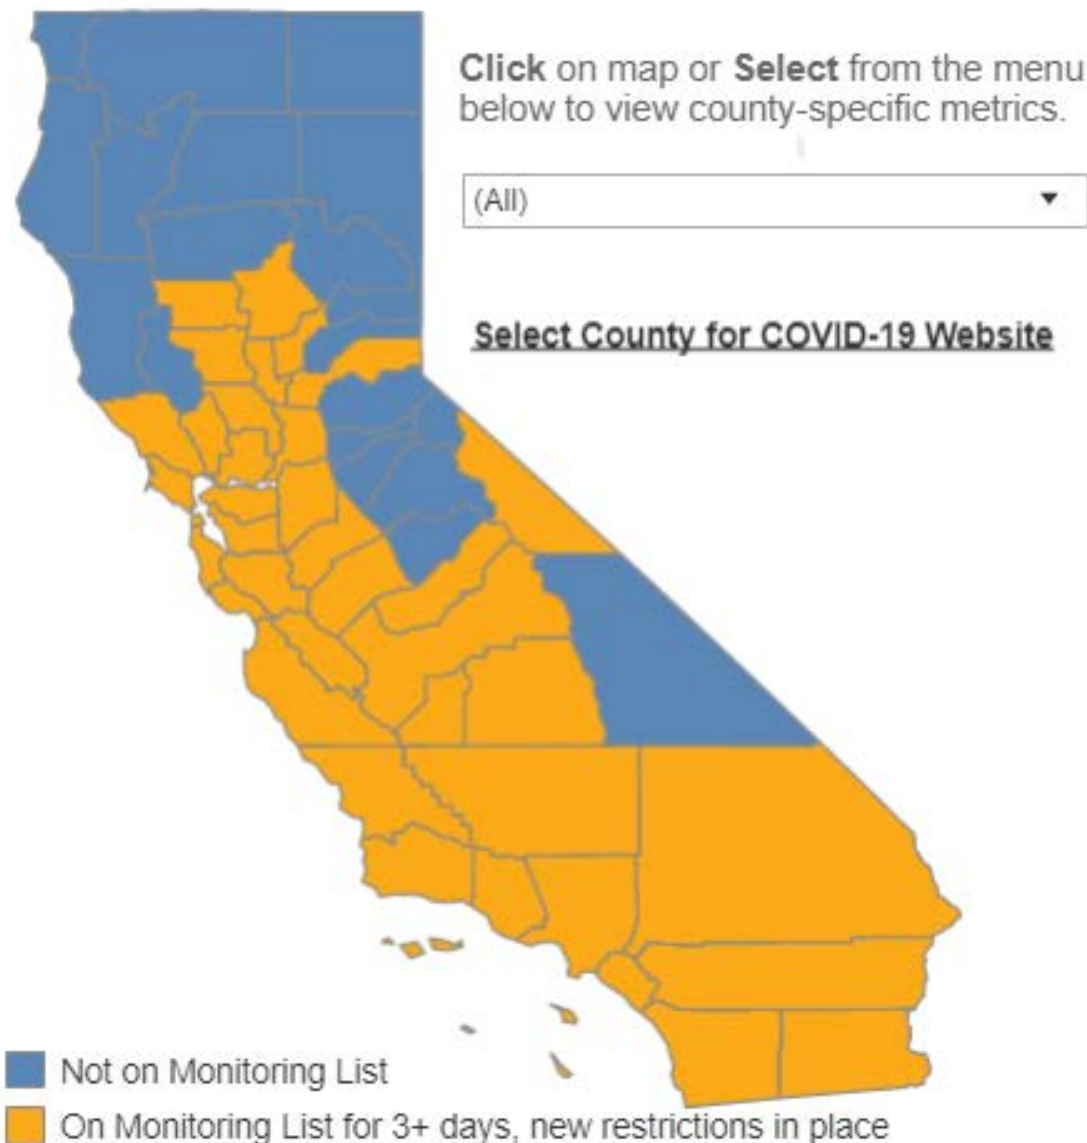 Click on map or Select from the menu
below to view county-specific metrics.
(All)
Select County for COVID-19 Website
Not on Monitoring List
On Monitoring List for 3+ days, new restrictions in place